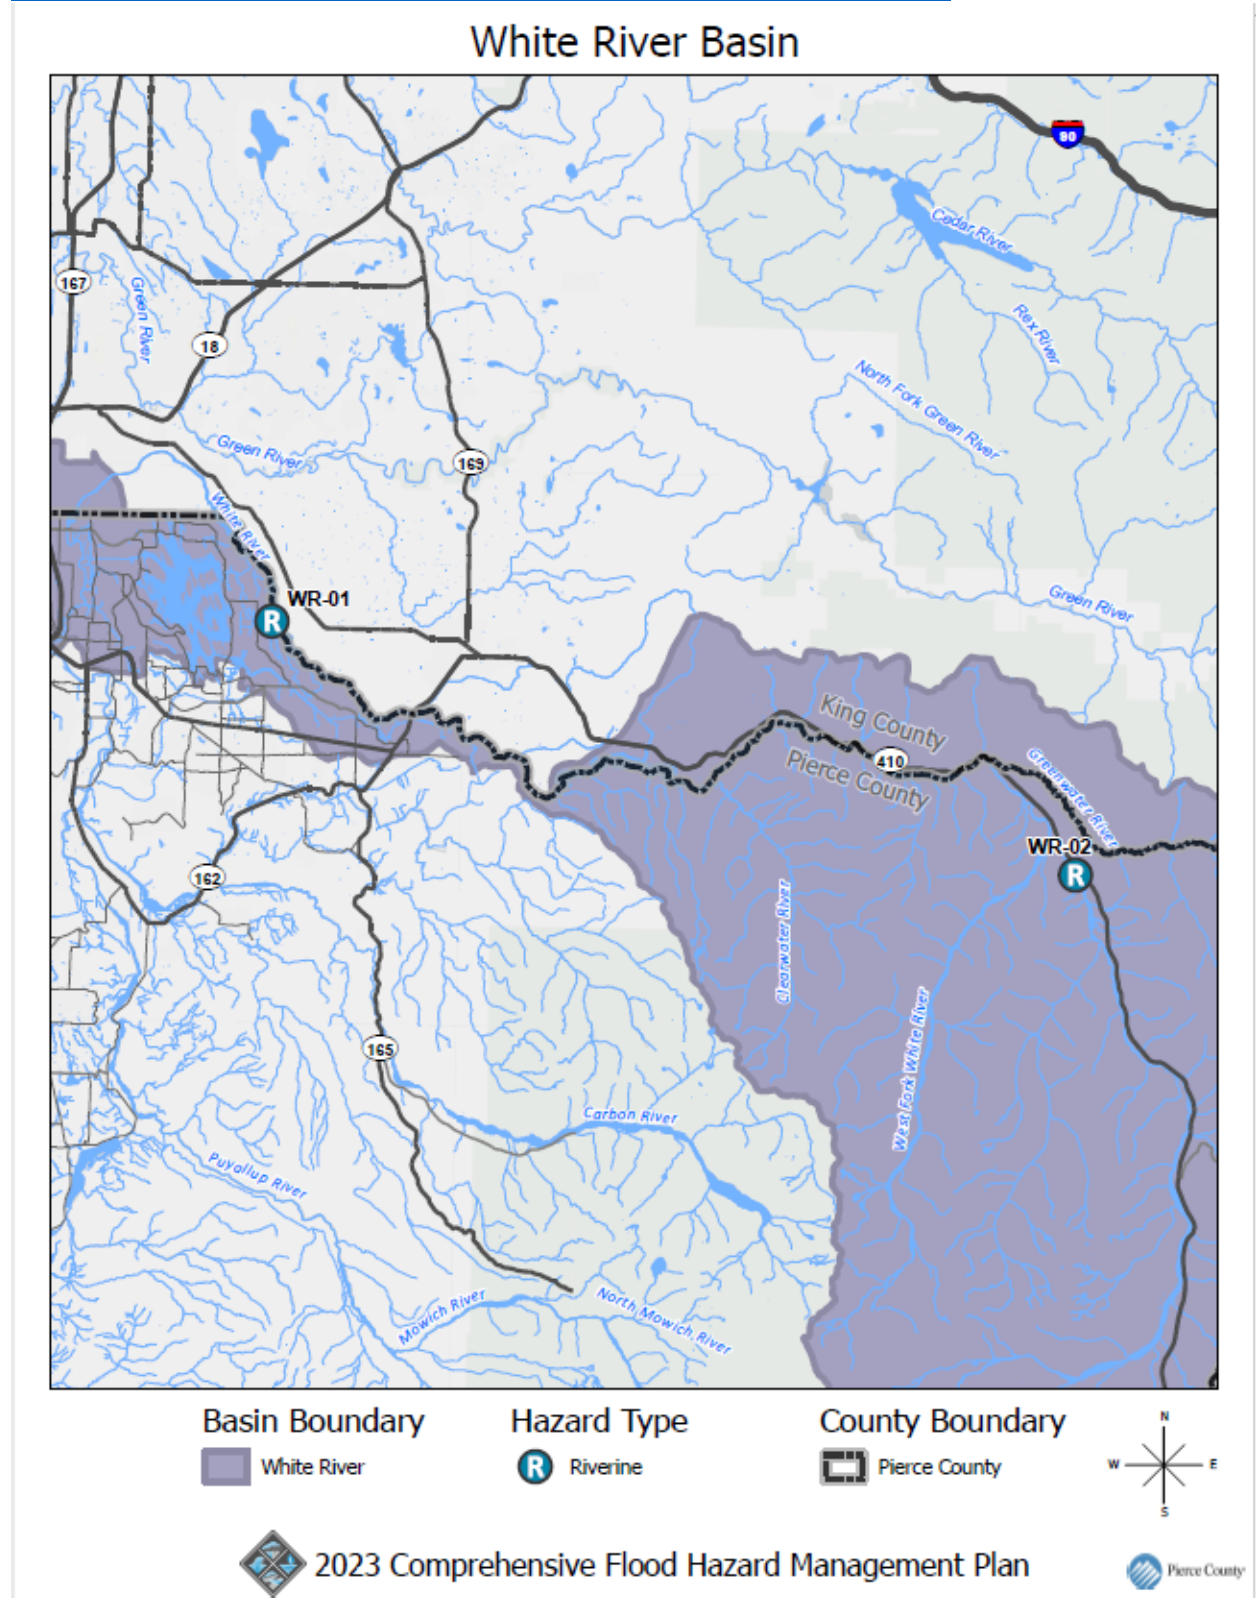 White River Basin
90
Cedar River
167
Green River
Rex River
18
North Fork Green River
Green River
169
White River
Green River
WR-01
R
King County
410
Pierce County
Greenwater River
WR-02
R
162
Clearwater River
West Fork White River
165
Carbon River
Puyallup River
Mowich River
North Mowich River
Basin Boundary
White River
Hazard Type
R Riverine
County Boundary
Pierce County
N
W E
S
2023 Comprehensive Flood Hazard Management Plan
Pierce County